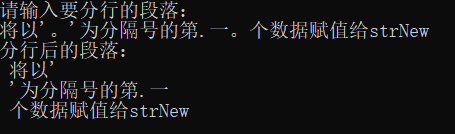 请输入要分行的段落：
将以'。'为分隔号的第.一。个数据赋值给strNew
分行后的段落：
将以'
'为分隔号的第.一
个数据赋值给strNew